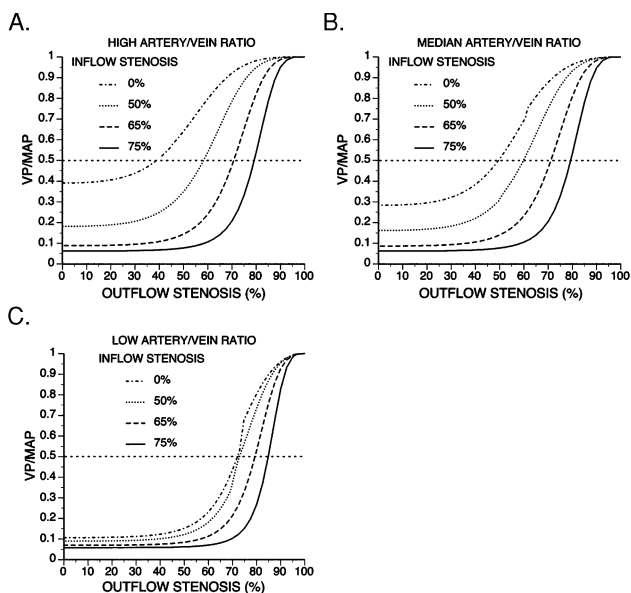 A.
HIGH ARTERY/VEIN RATIO
INFLOW STENOSIS
0%
50%
65%
75%
VP/MAP
1
0.9
0.8
0.7
0.6
0.5
0.4
0.3
0.2
0.1
0
0 10 20 30 40 50 60 70 80 90 100
OUTFLOW STENOSIS (%)
B.
MEDIAN ARTERY/VEIN RATIO
INFLOW STENOSIS
0%
50%
65%
75%
VP/MAP
1
0.9
0.8
0.7
0.6
0.5
0.4
0.3
0.2
0.1
0
0 10 20 30 40 50 60 70 80 90 100
OUTFLOW STENOSIS (%)
C.
LOW ARTERY/VEIN RATIO
INFLOW STENOSIS
0%
50%
65%
75%
VP/MAP
1
0.9
0.8
0.7
0.6
0.5
0.4
0.3
0.2
0.1
0
0 10 20 30 40 50 60 70 80 90 100
OUTFLOW STENOSIS (%)